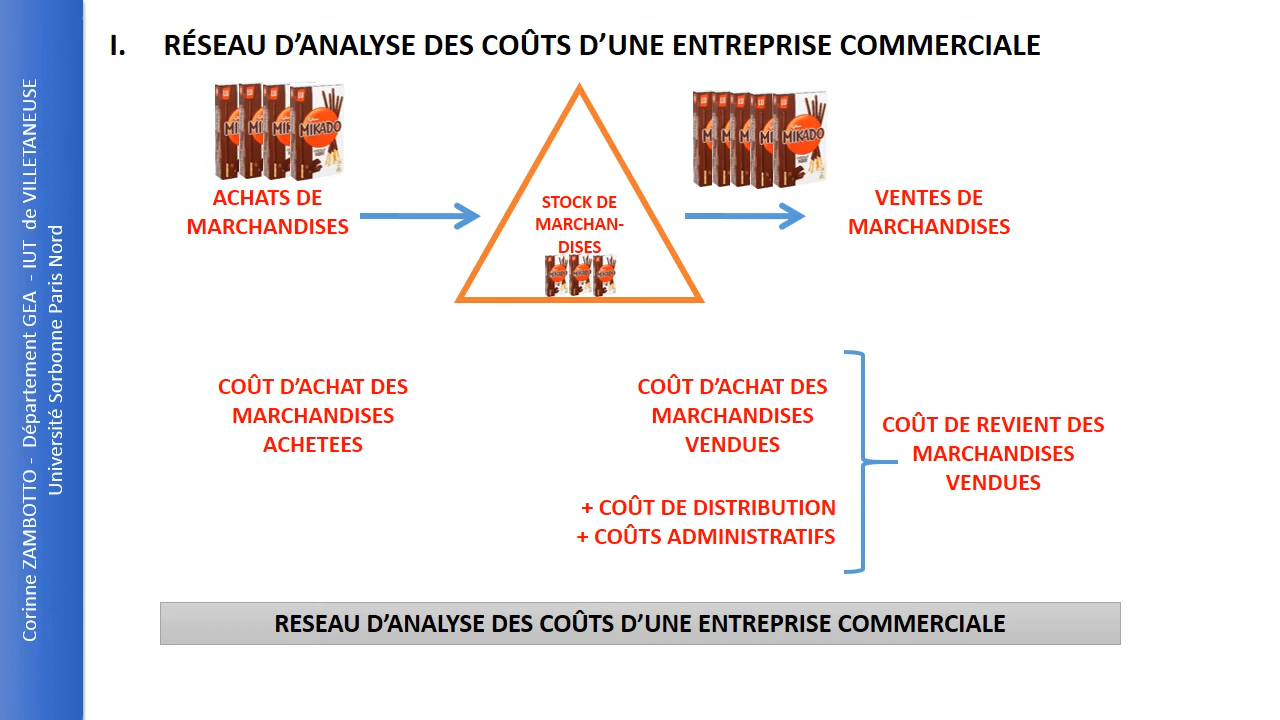 Corinne ZAMBOTTO - Département GEA - IUT de VILLETANEUSE
Université Sorbonne Paris Nord
I. RÉSEAU D’ANALYSE DES COÛTS D’UNE ENTREPRISE COMMERCIALE
MIKADO
MIKADO
ACHATS DE
MARCHANDISES
STOCK DE
MARCHAN-
DISES
MIKADO
MIKADO
MIKADO
VENTES DE
MARCHANDISES
COÛT D’ACHAT DES
MARCHANDISES
ACHETEES
COÛT D’ACHAT DES
MARCHANDISES
VENDUES
+ COÛT DE DISTRIBUTION
+ COÛTS ADMINISTRATIFS
COÛT DE REVIENT DES
MARCHANDISES
VENDUES
RESEAU D’ANALYSE DES COÛTS D’UNE ENTREPRISE COMMERCIALE